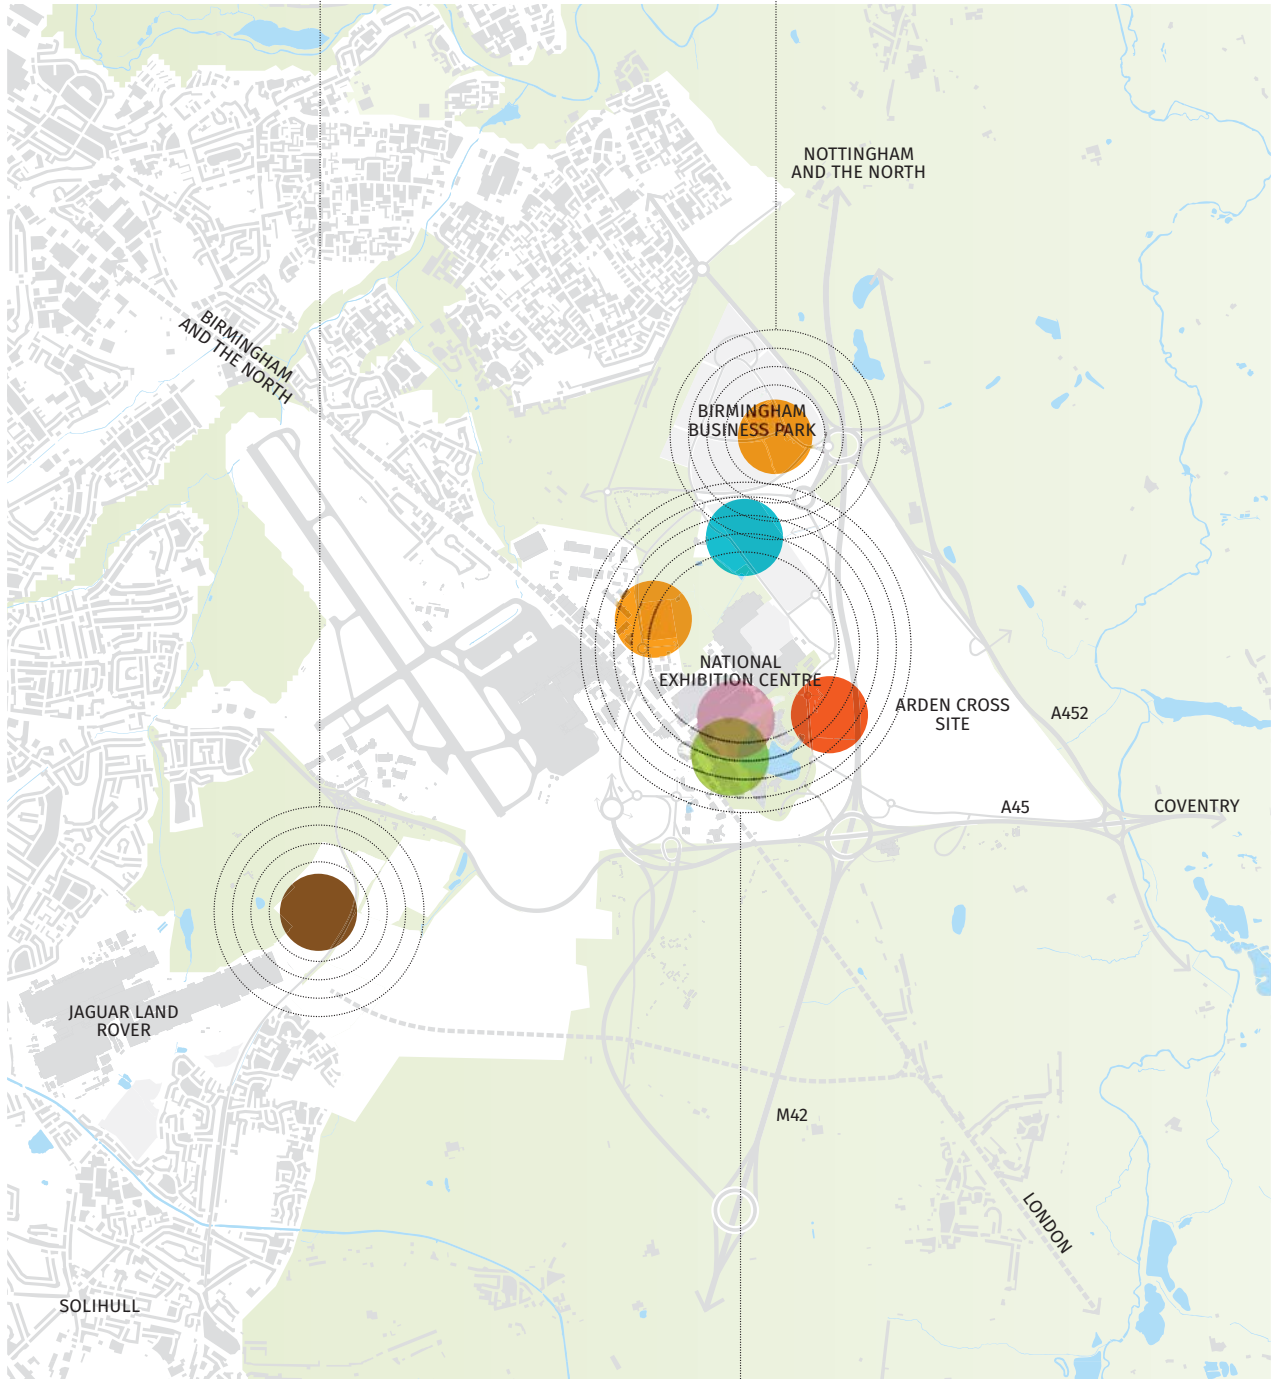 NOTTINGHAM
AND THE NORTH
BIRMINGHAM
AND THE NORTH
BIRMINGHAM
BUSINESS PARK
NATIONAL
EXHIBITION CENTRE
ARDEN CROSS
SITE
A452
A45
COVENTRY
JAGUAR LAND
ROVER
M42
LONDON
SOLIHULL